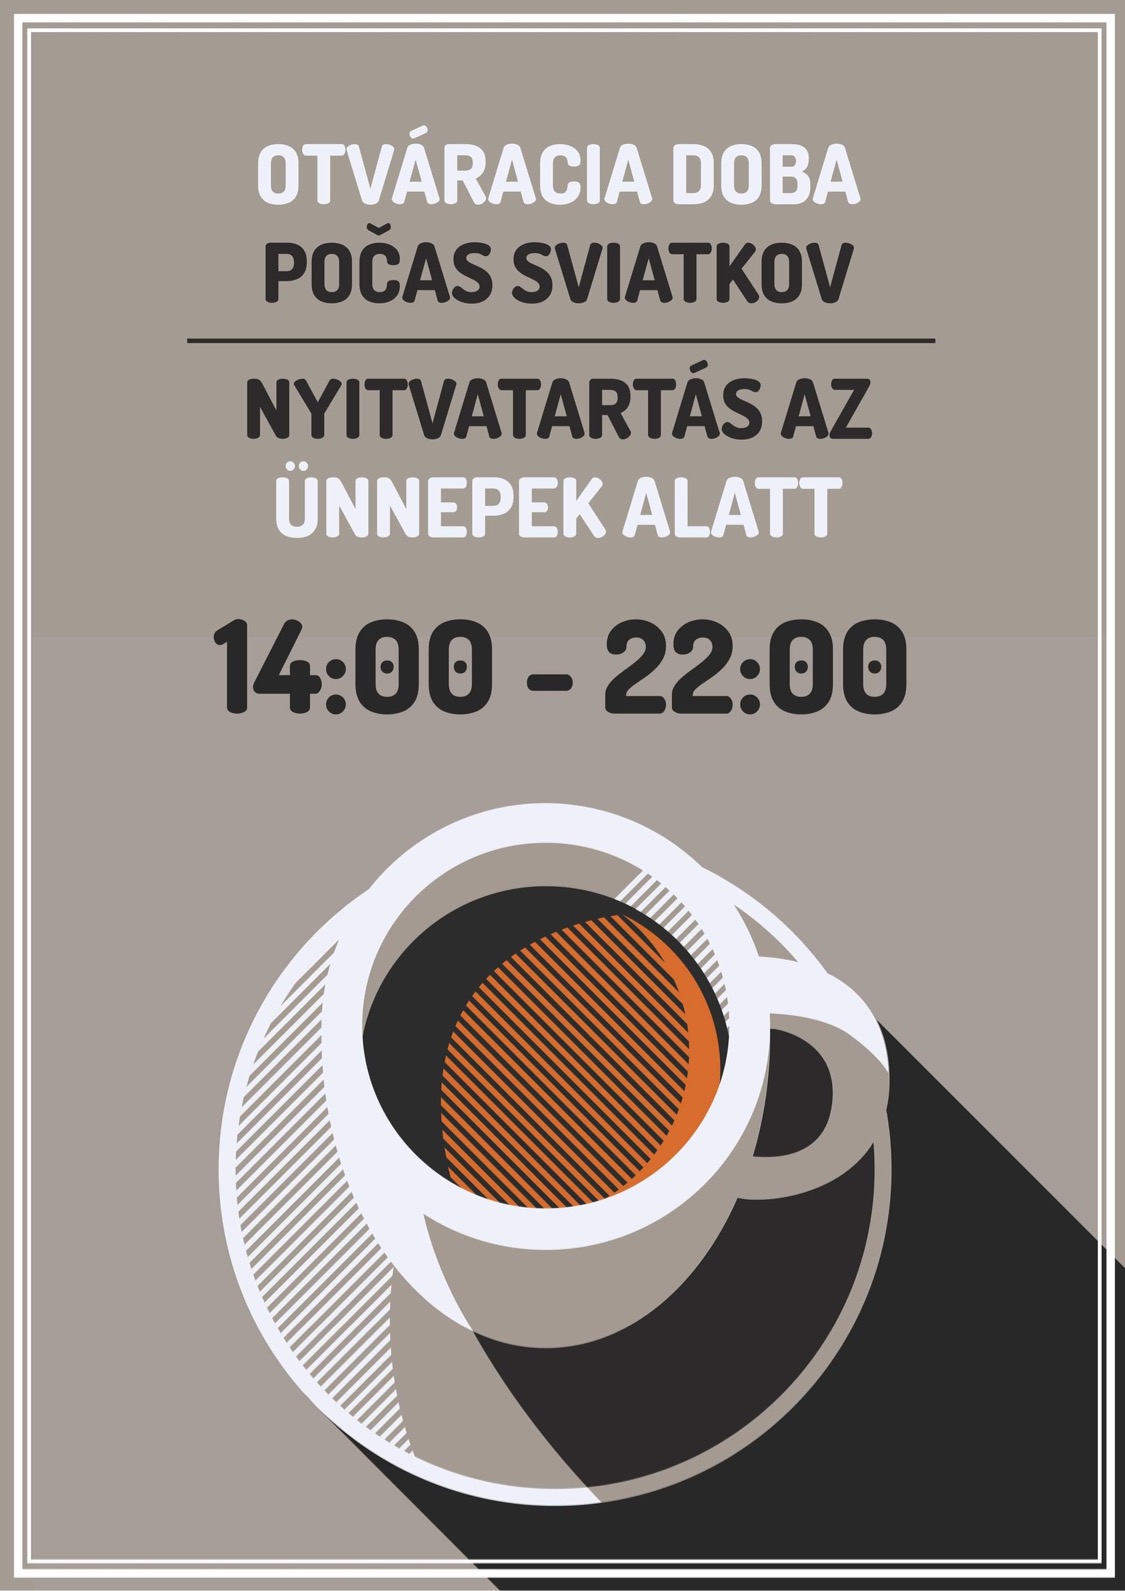 OTVÁRACIA DOBA
POČAS SVIATKOV
NYITVATARTÁS AZ
ÜNNEPEK ALATT
14:00 - 22:00